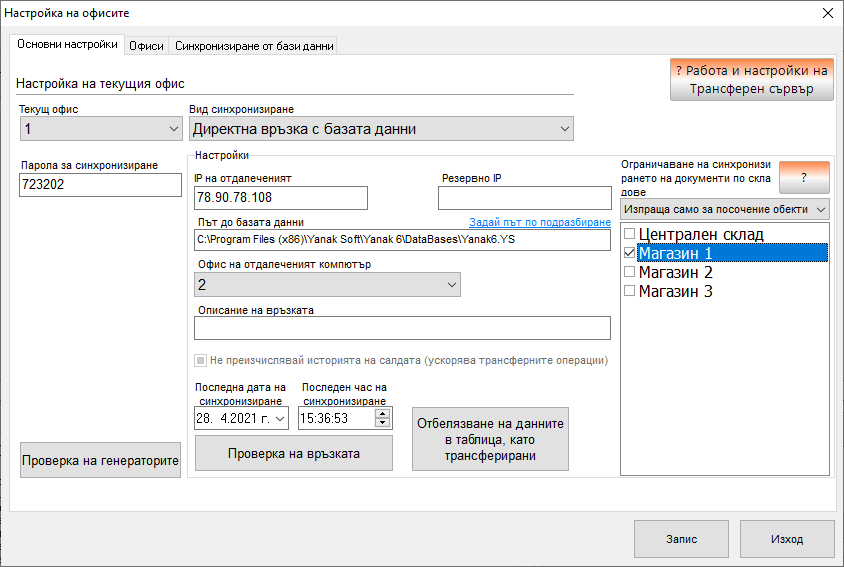 Настройка на офисите
Основни настройки
Офиси
Синхронизиране от бази данни
Настройка на текущия офис
? Работа и настройки на
Трансферен сървър
Текущ офис
1
Вид синхронизиране
Директна връзка с базата данни
Парола за синхронизиране
723202
Настройки
IP на отдалеченият
78.90.78.108
Резервно IP
Път до базата данни
Задай път по подразбиране
C:\Program Files (x86)\Yanak Soft\Yanak 6\DataBases\Yanak6.YS
Офис на отдалеченият компютър
2
Описание на връзката
Не преизчислявай историята на салдата (ускорява трансферните операции)
Последна дата на
синхронизиране
28. 4.2021 г.
Последен час на
синхронизиране
15:36:53
Проверка на връзката
Отбелязване на данните
в таблица, като
трансферирани
Ограничаване на синхронизи
рането на документи по скла
дове
?
Изпраща само за посочение обекти
Централен склад
Магазин 1
Магазин 2
Магазин 3
Проверка на генераторите
Запис
Изход